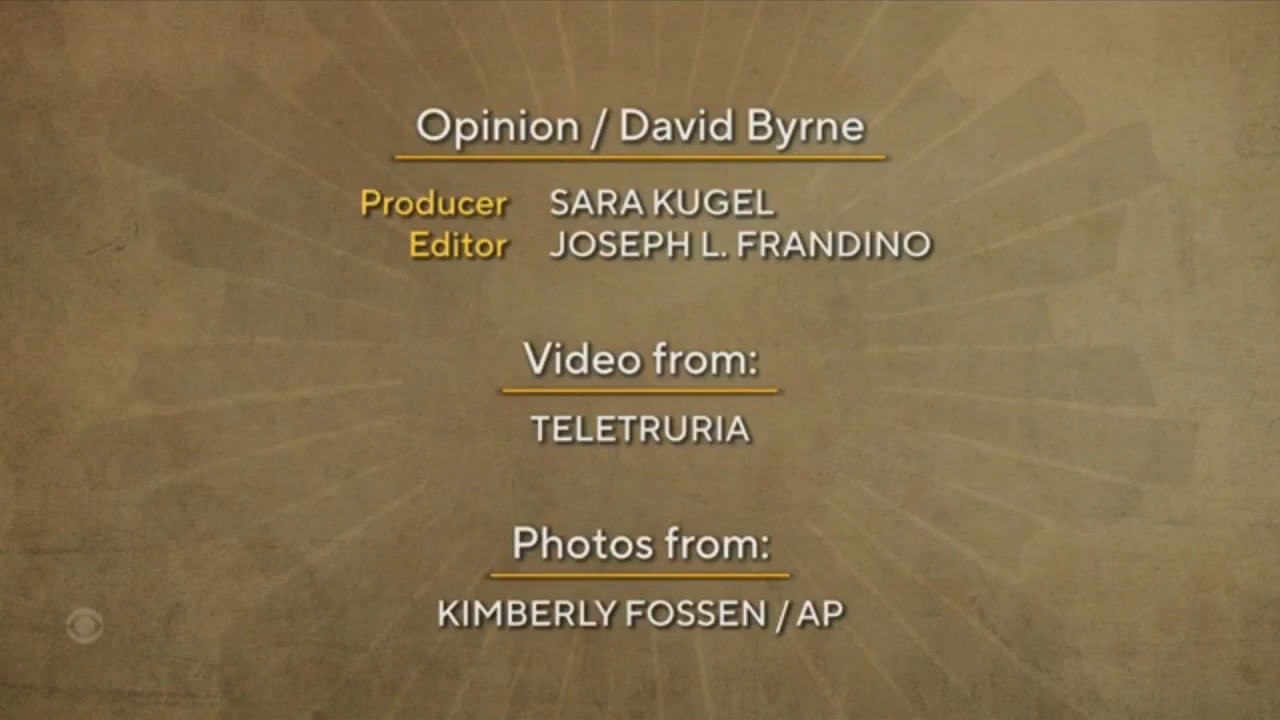 Opinion / David Byrne
Producer SARA KUGEL
Editor JOSEPH L. FRANDINO
Video from:
TELETRURIA
Photos from:
KIMBERLY FOSSEN / AP